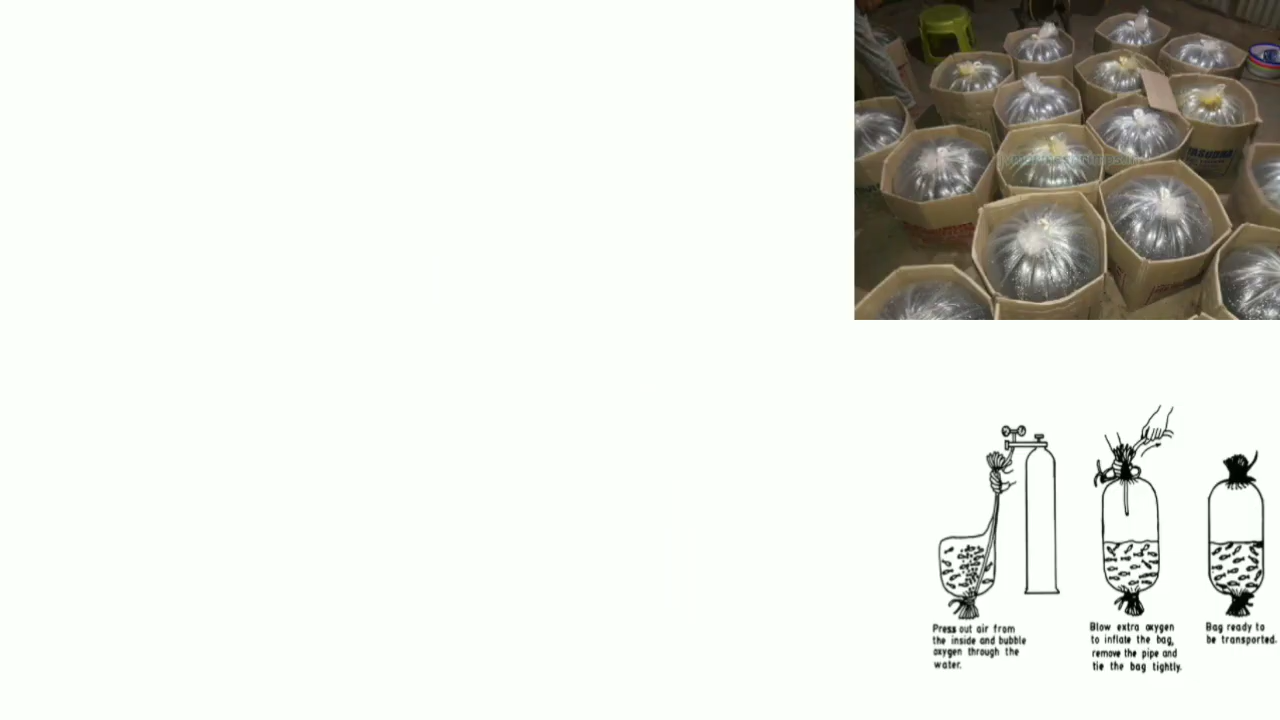 Press out air from
the inside and bubble
oxygen through the
water.
Blow extra oxygen
to inflate the bag,
remove the pipe and
tie the bag tightly.
Bag ready to
be transported.